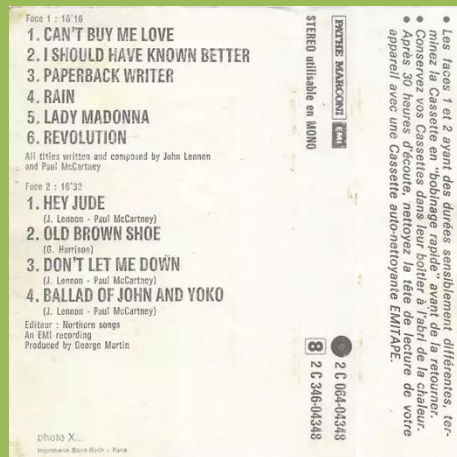 Face 1 : 16'16
1. CAN'T BUY ME LOVE
2. I SHOULD HAVE KNOWN BETTER
3. PAPERBACK WRITER
4. RAIN
5. LADY MADONNA
6. REVOLUTION
All titles written and composed by John Lennon
and Paul McCartney
Face 2 : 16'32
1. HEY JUDE
(J. Lennon - Paul McCartney)
2. OLD BROWN SHOE
(G. Harrison)
3. DON'T LET ME DOWN
(J. Lennon - Paul McCartney)
4. BALLAD OF JOHN AND YOKO
(J. Lennon - Paul McCartney)
Editeur : Northern songs
An EMI recording
Produced by George Martin
photo X...
Imprimerie Saint-Roch - Paris
PATHE MARCONI EMI
STEREO utilisable en MONO
2 C 064-04348
8 2 C 346-04348
• Les faces 1 et 2 ayant des durées sensiblement différentes, ter-
minez la Cassette en "bobinage rapide" avant de la retourner.
• Conservez vos Cassettes dans leur boîtier à l'abri de la chaleur.
• Après 30 heures d'écoute, nettoyez la tête de lecture de votre
appareil avec une Cassette auto-nettoyante EMITAPE.